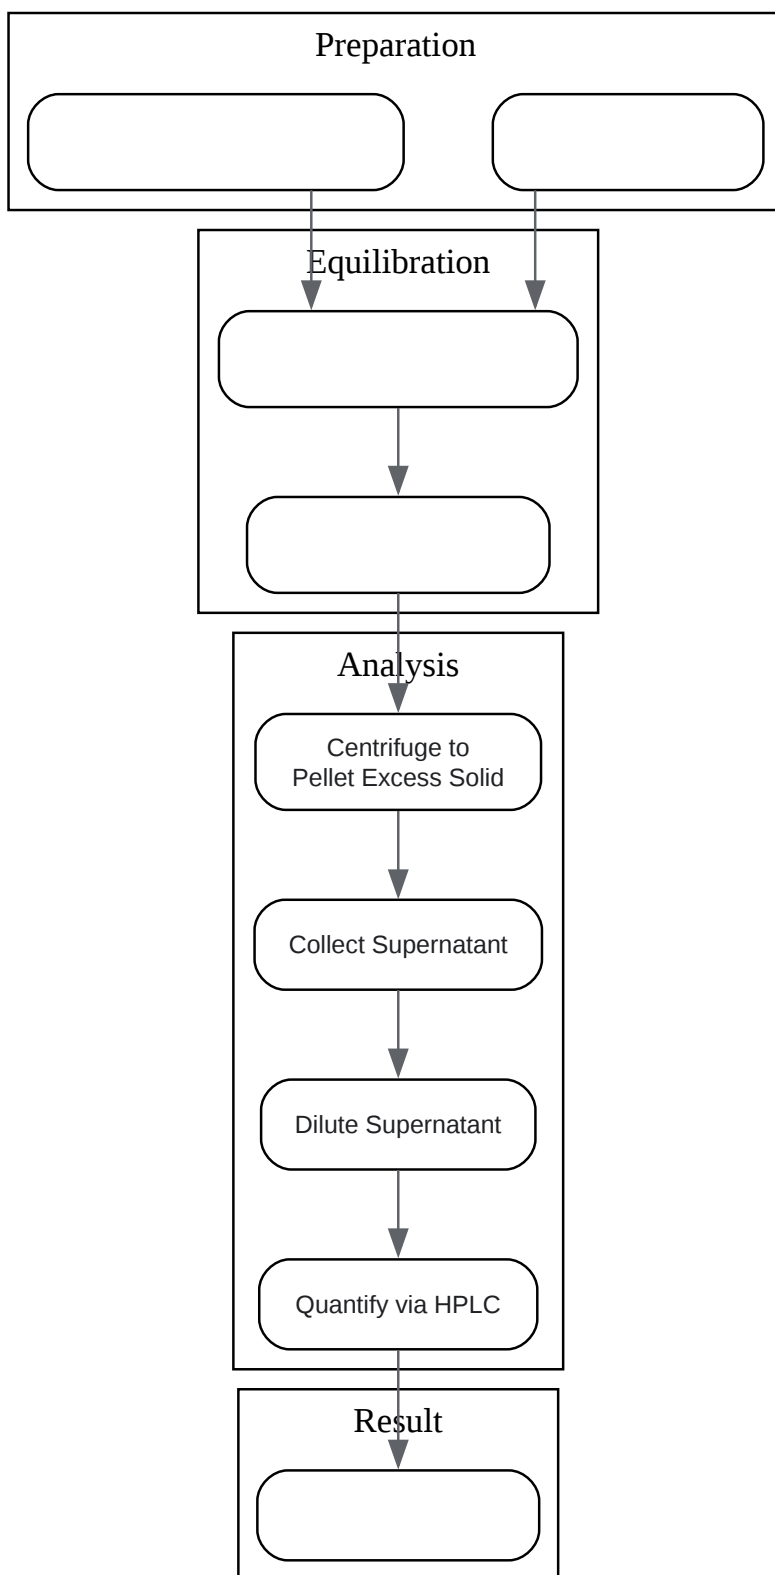 Preparation
Equilibration
Analysis
Centrifuge to
Pellet Excess Solid
Collect Supernatant
Dilute Supernatant
Quantify via HPLC
Result